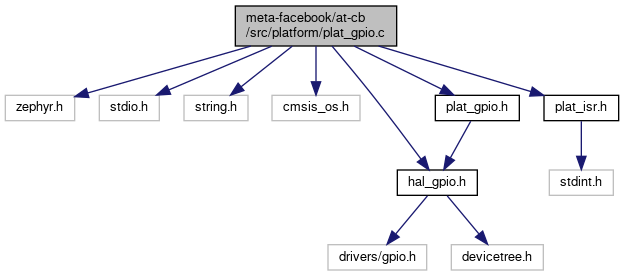 meta-facebook/at-cb
/src/platform/plat_gpio.c
zephyr.h
stdio.h
string.h
cmsis_os.h
plat_gpio.h
plat_isr.h
hal_gpio.h
stdint.h
drivers/gpio.h
devicetree.h